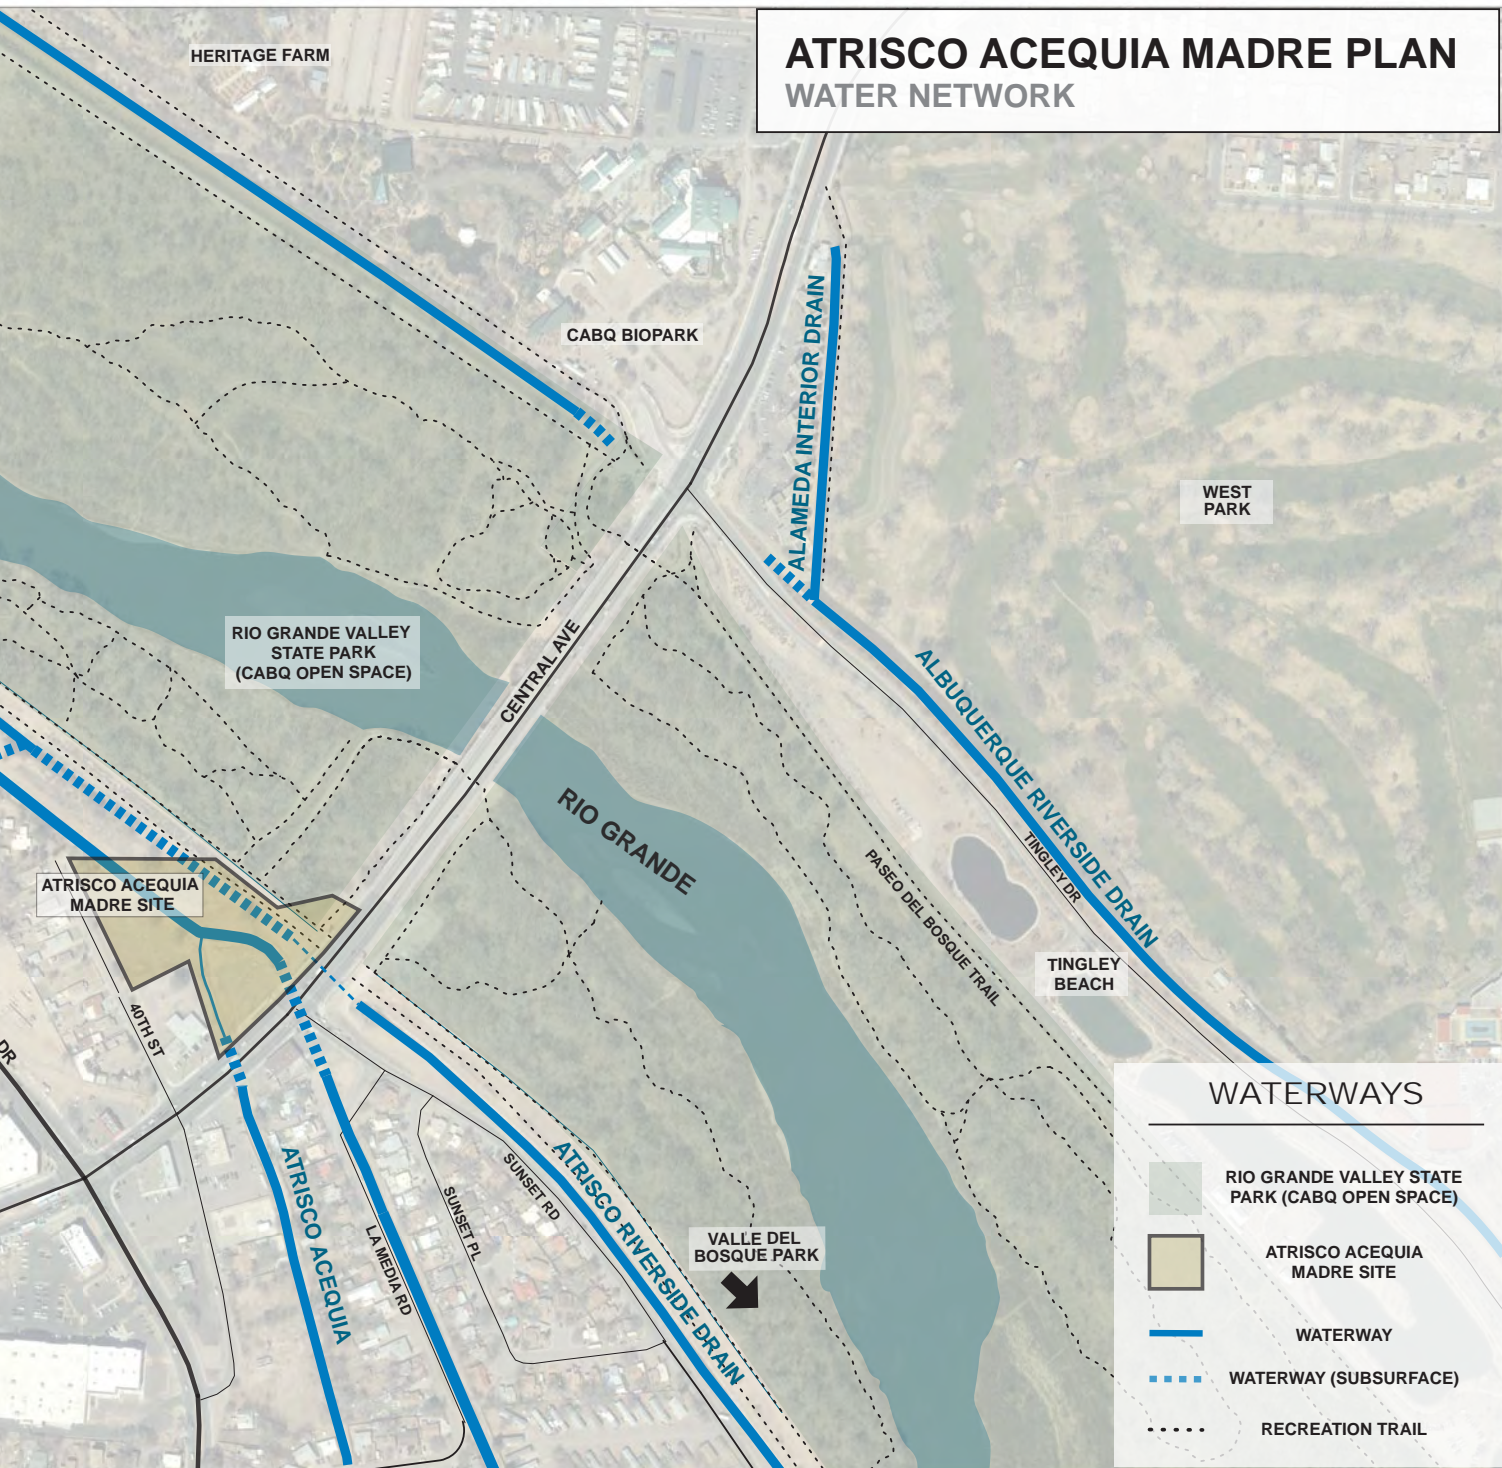 ATRISCO ACEQUIA MADRE PLAN
WATER NETWORK
HERITAGE FARM
CABQ BIOPARK
ALAMEDA INTERIOR DRAIN
WEST
PARK
RIO GRANDE VALLEY
STATE PARK
(CABQ OPEN SPACE)
CENTRAL AVE
ALBUQUERQUE RIVERSIDE DRAIN
RIO GRANDE
TINGLEY DR
PASEO DEL BOSQUE TRAIL
ATRISCO ACEQUIA
MADRE SITE
TINGLEY
BEACH
40TH ST
DR
ATRISCO ACEQUIA
LA MEDIA RD
SUNSET PL
SUNSET RD
ATRISCO RIVERSIDE DRAIN
VALLE DEL
BOSQUE PARK
WATERWAYS
RIO GRANDE VALLEY STATE
PARK (CABQ OPEN SPACE)
ATRISCO ACEQUIA
MADRE SITE
WATERWAY
WATERWAY (SUBSURFACE)
RECREATION TRAIL